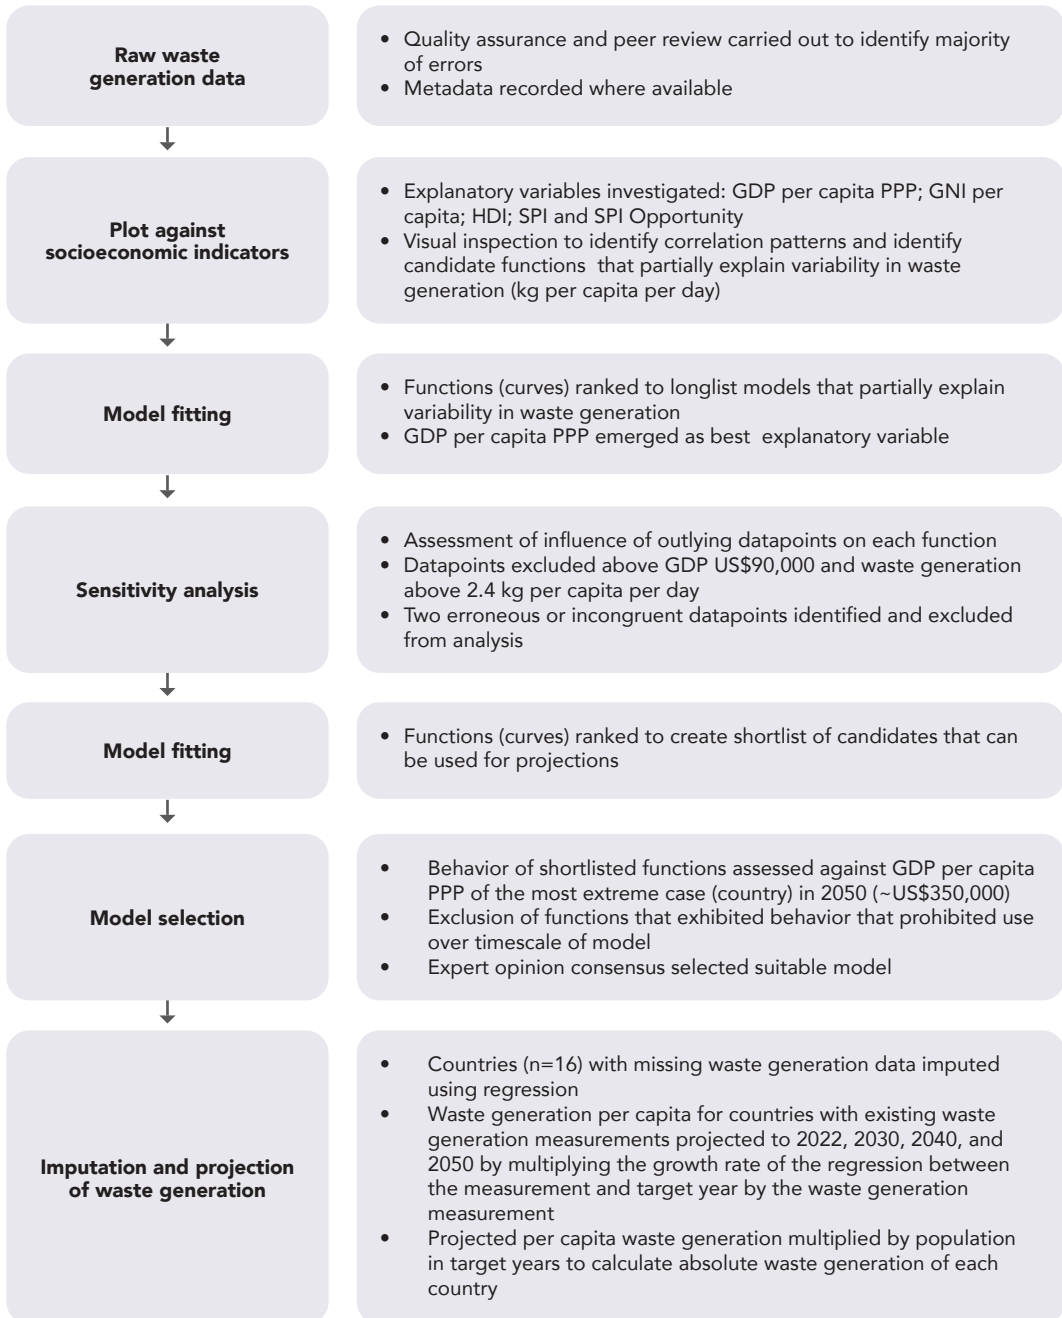 Raw waste
generation data
• Quality assurance and peer review carried out to identify majority
of errors
• Metadata recorded where available
Plot against
socioeconomic indicators
• Explanatory variables investigated: GDP per capita PPP; GNI per
capita; HDI; SPI and SPI Opportunity
• Visual inspection to identify correlation patterns and identify
candidate functions that partially explain variability in waste
generation (kg per capita per day)
Model fitting
• Functions (curves) ranked to longlist models that partially explain
variability in waste generation
• GDP per capita PPP emerged as best explanatory variable
Sensitivity analysis
• Assessment of influence of outlying datapoints on each function
• Datapoints excluded above GDP US$90,000 and waste generation
above 2.4 kg per capita per day
• Two erroneous or incongruent datapoints identified and excluded
from analysis
Model fitting
• Functions (curves) ranked to create shortlist of candidates that can
be used for projections
Model selection
• Behavior of shortlisted functions assessed against GDP per capita
PPP of the most extreme case (country) in 2050 (~US$350,000)
• Exclusion of functions that exhibited behavior that prohibited use
over timescale of model
• Expert opinion consensus selected suitable model
Imputation and projection
of waste generation
• Countries (n=16) with missing waste generation data imputed
using regression
• Waste generation per capita for countries with existing waste
generation measurements projected to 2022, 2030, 2040, and
2050 by multiplying the growth rate of the regression between
the measurement and target year by the waste generation
measurement
• Projected per capita waste generation multiplied by population
in target years to calculate absolute waste generation of each
country